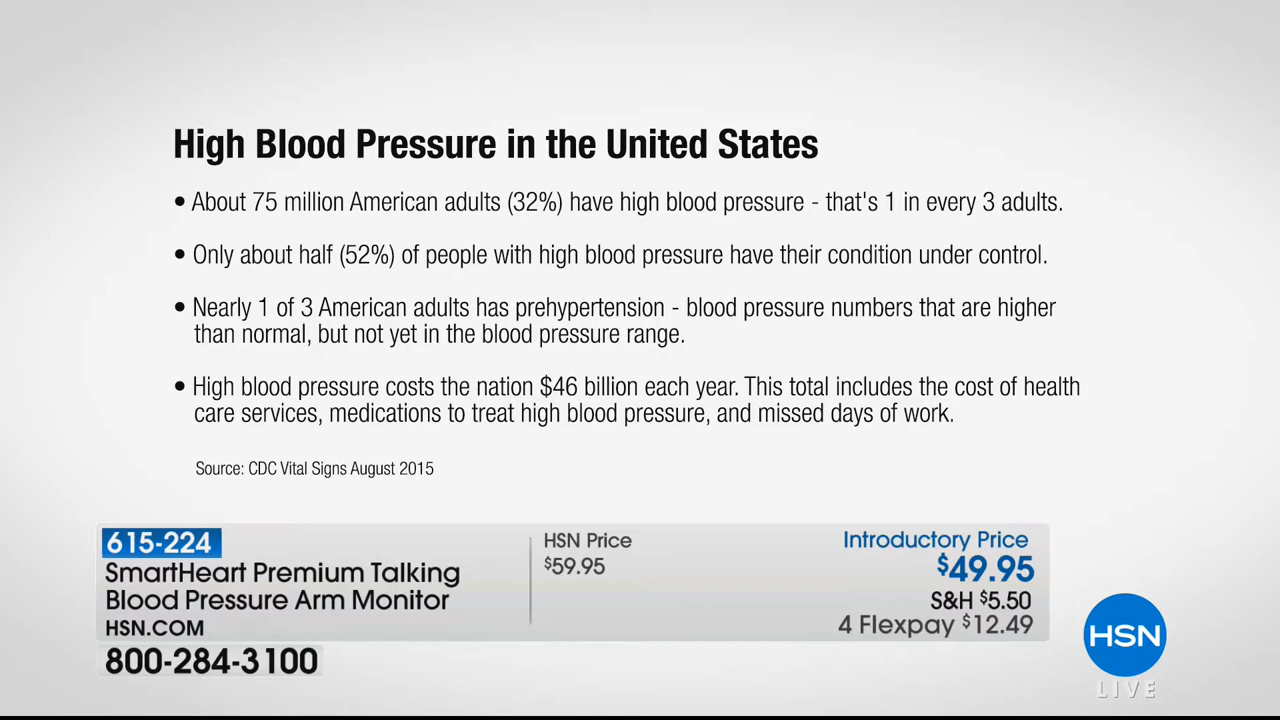 High Blood Pressure in the United States
• About 75 million American adults (32%) have high blood pressure - that's 1 in every 3 adults.
• Only about half (52%) of people with high blood pressure have their condition under control.
• Nearly 1 of 3 American adults has prehypertension - blood pressure numbers that are higher
than normal, but not yet in the blood pressure range.
• High blood pressure costs the nation $46 billion each year. This total includes the cost of health
care services, medications to treat high blood pressure, and missed days of work.
Source: CDC Vital Signs August 2015
615-224
SmartHeart Premium Talking
Blood Pressure Arm Monitor
HSN.COM
800-284-3100
HSN Price
$59.95
Introductory Price
$49.95
S&H $5.50
4 Flexpay $12.49
HSN
LIVE